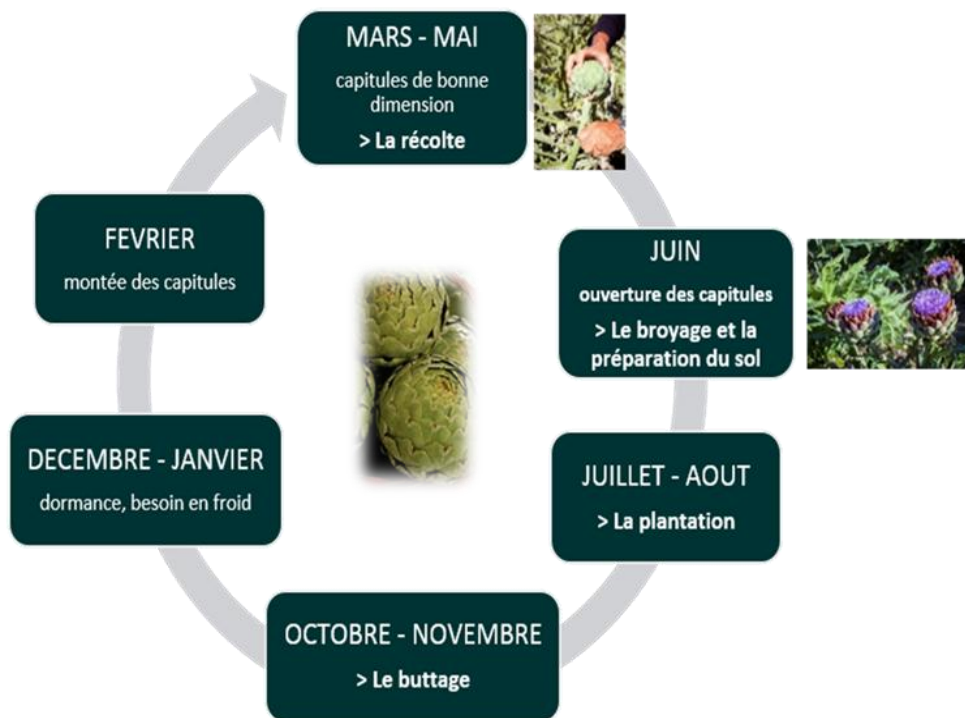 MARS - MAI
capitules de bonne
dimension
> La récolte
JUIN
ouverture des capitules
> Le broyage et la
préparation du sol
JUILLET - AOUT
> La plantation
OCTOBRE - NOVEMBRE
> Le buttage
DECEMBRE - JANVIER
dormance, besoin en froid
FEVRIER
montée des capitules